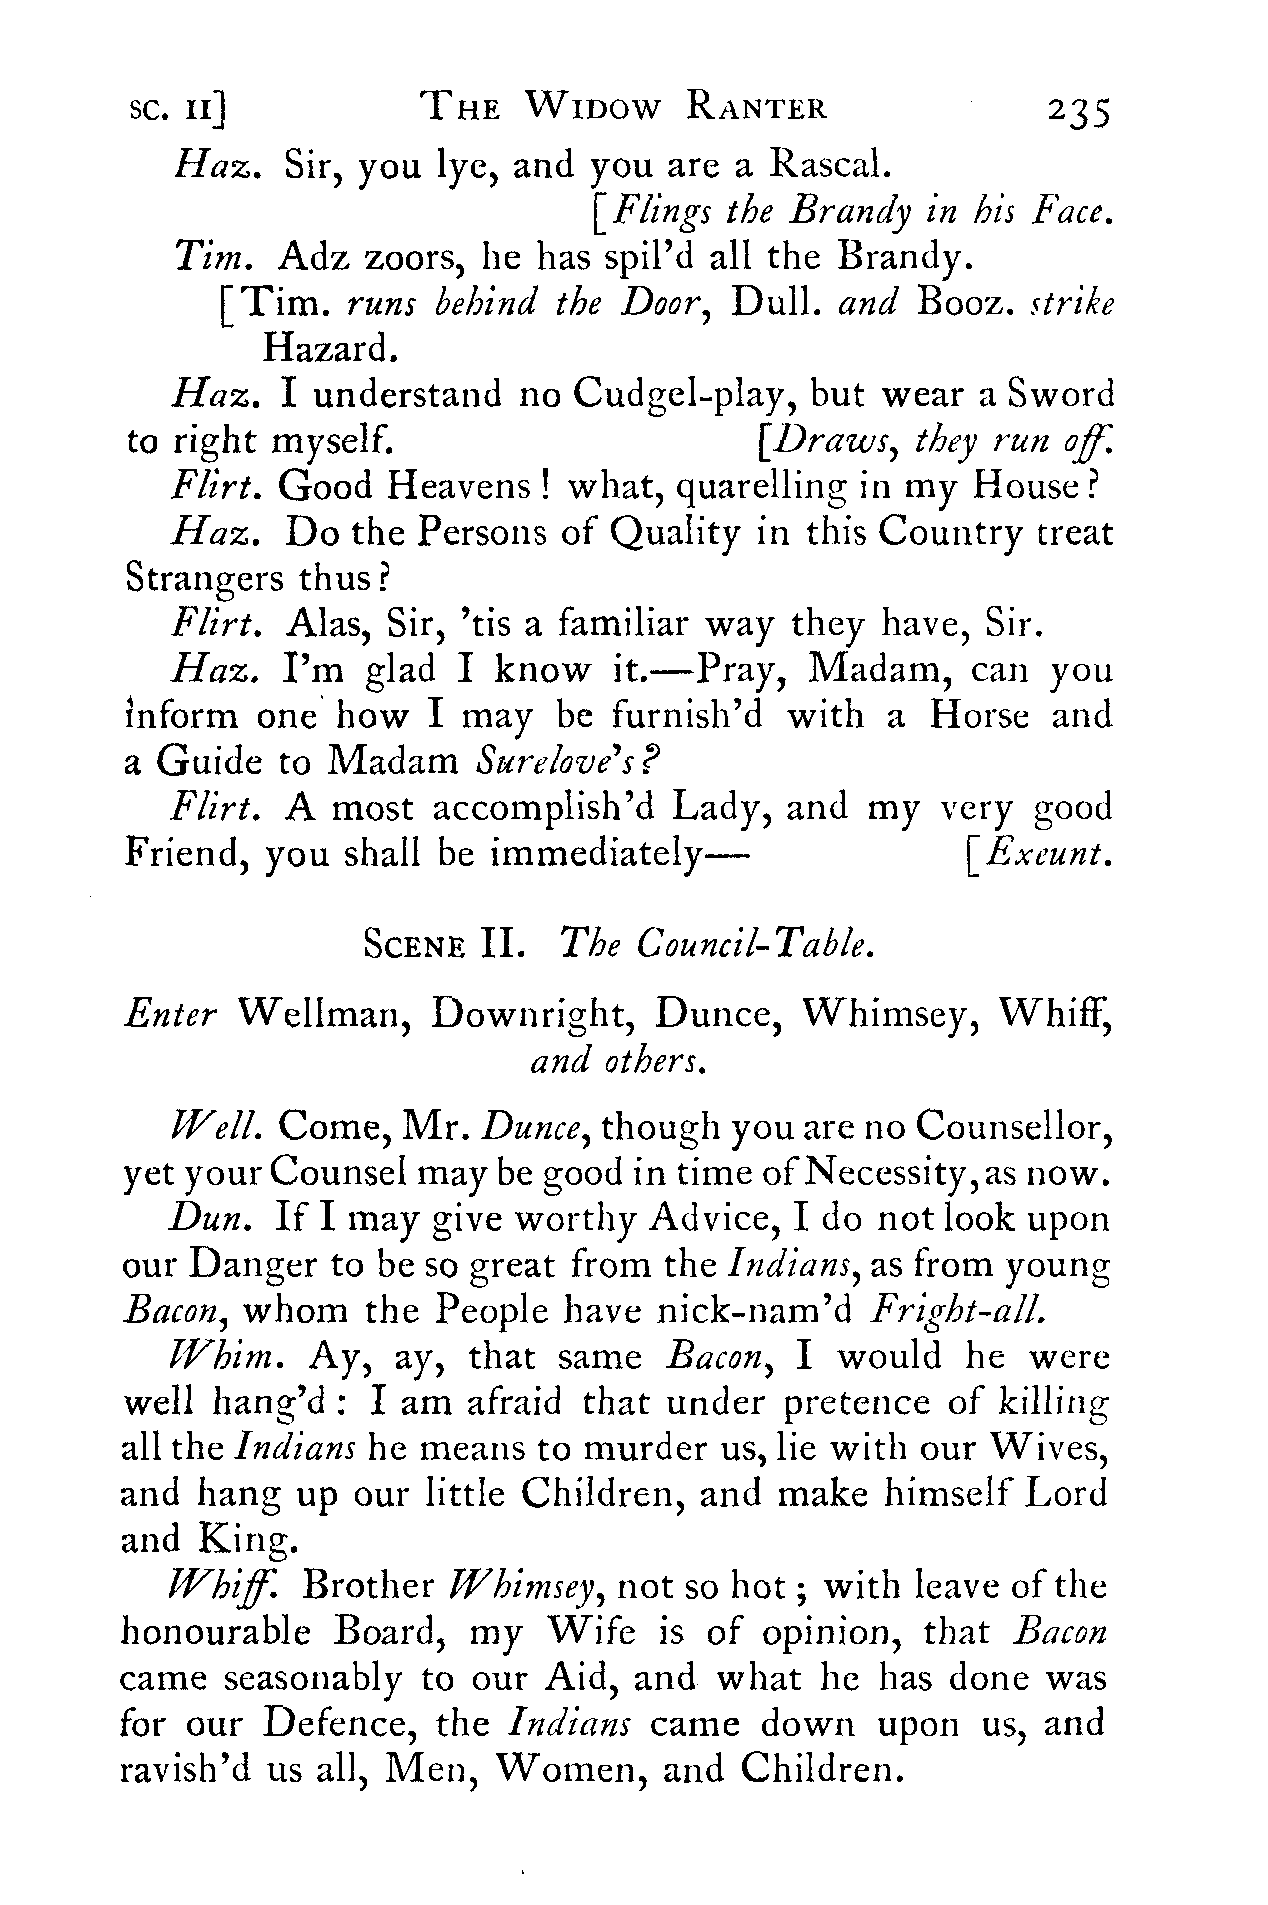 SC. II] THE WIDOW RANTER 235
Haz. Sir, you lye, and you are a Rascal.
[Flings the Brandy in his Face.
Tim. Adz zoors, he has spil’d all the Brandy.
[Tim. runs behind the Door, Dull. and Booz. strike
Hazard.
Haz. I understand no Cudgel-play, but wear a Sword
to right myself. [Draws, they run off.
Flirt. Good Heavens! what, quarelling in my House?
Haz. Do the Persons of Quality in this Country treat
Strangers thus?
Flirt. Alas, Sir, ’tis a familiar way they have, Sir.
Haz. I’m glad I know it.—Pray, Madam, can you
inform one how I may be furnish’d with a Horse and
a Guide to Madam Surelove’s?
Flirt. A most accomplish’d Lady, and my very good
Friend, you shall be immediately— [Exeunt.
SCENE II. The Council-Table.
Enter Wellman, Downright, Dunce, Whimsey, Whiff,
and others.
Well. Come, Mr. Dunce, though you are no Counsellor,
yet your Counsel may be good in time of Necessity, as now.
Dun. If I may give worthy Advice, I do not look upon
our Danger to be so great from the Indians, as from young
Bacon, whom the People have nick-nam’d Fright-all.
Whim. Ay, ay, that same Bacon, I would he were
well hang’d: I am afraid that under pretence of killing
all the Indians he means to murder us, lie with our Wives,
and hang up our little Children, and make himself Lord
and King.
Whiff. Brother Whimsey, not so hot; with leave of the
honourable Board, my Wife is of opinion, that Bacon
came seasonably to our Aid, and what he has done was
for our Defence, the Indians came down upon us, and
ravish’d us all, Men, Women, and Children.